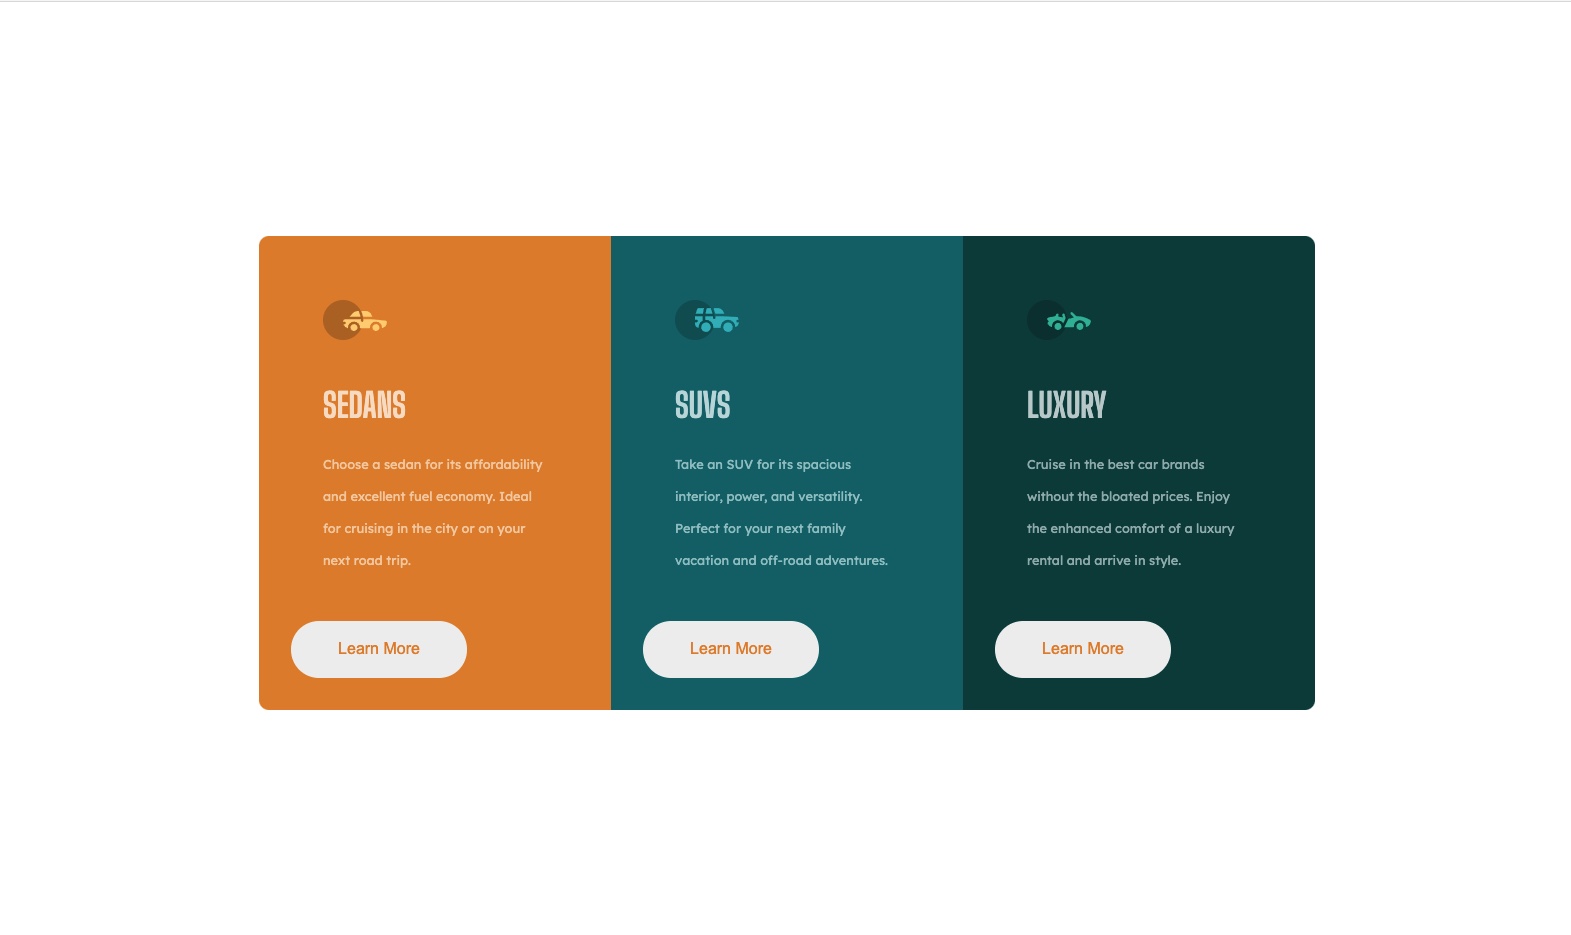 SEDANS
Choose a sedan for its affordability
and excellent fuel economy. Ideal
for cruising in the city or on your
next road trip.
Learn More
SUVS
Take an SUV for its spacious
interior, power, and versatility.
Perfect for your next family
vacation and off-road adventures.
Learn More
LUXURY
Cruise in the best car brands
without the bloated prices. Enjoy
the enhanced comfort of a luxury
rental and arrive in style.
Learn More